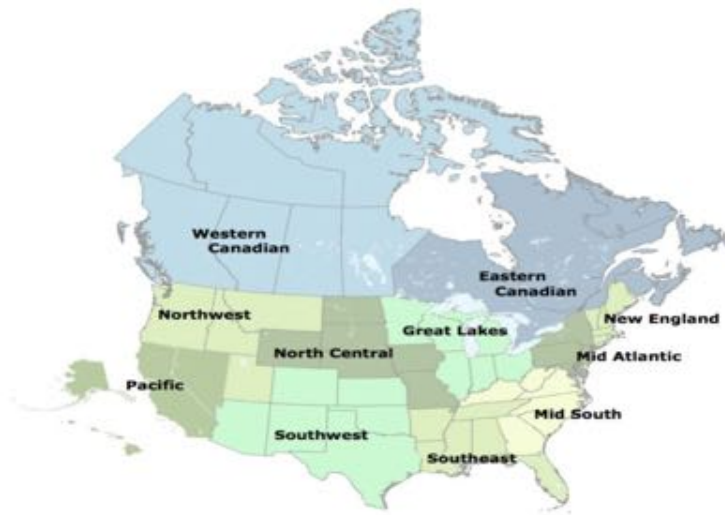 Western
Canadian
Eastern
Canadian
Northwest
New England
Great Lakes
North Central
Mid Atlantic
Pacific
Mid South
Southwest
Southeast